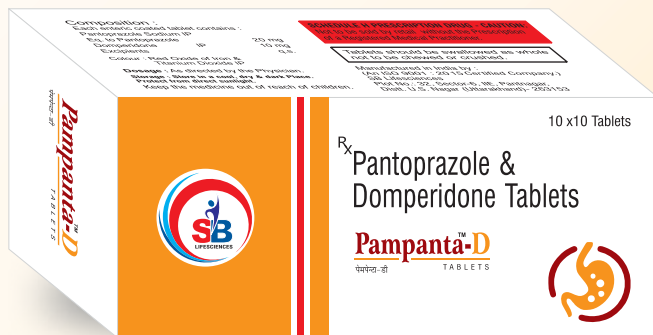 Composition :
Each enteric coated tablet contains :
Pantoprazole Sodium IP
Eq. to Pantoprazole 20 mg
Domperidone IP 10 mg
Excipients q.s.
Colour : Red Oxide of Iron &
Titanium Dioxide IP
Dosage : As directed by the Physician.
Storage : Store in a cool, dry & dark Place.
Protect from direct sunlight.
Keep the medicine out of reach of children.
SCHEDULE H PRESCRIPTION DRUG - CAUTION
Not to be sold by retail without the Prescription
of a Registered Medical Practitioner.
Tablets should be swallowed as whole
not to be chewed or crushed.
Manufactured in India by :
(An ISO 9001 : 2015 Certified Company)
SB Lifesciences
Plot No : 32, Sector-6, IIE, Pantnagar,
Distt. U.S. Nagar (Uttarakhand)- 263153
Pampanta-D™
TABLETS
पेमपेन्टा-डी
SB
LIFESCIENCES
10 x10 Tablets
Rx Pantoprazole &
Domperidone Tablets
Pampanta-D™
पेमपेन्टा-डी TABLETS